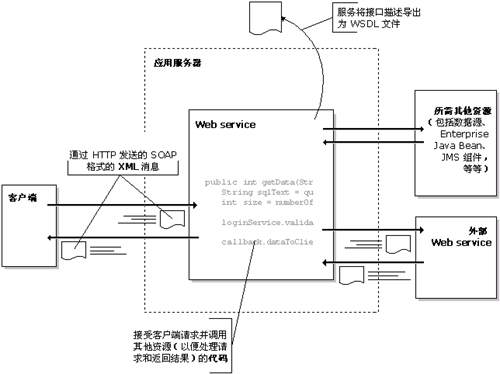 服务将接口描述导出
为 WSDL 文件
应用服务器
Web service
所需其他资源
（包括数据源、
Enterprise
Java Bean、
JMS 组件，
等等）
通过 HTTP 发送的 SOAP
格式的 XML 消息
客户端
public int getData(Str
String sqlText = qu
int size = numberOf
loginService.valida
callback.dataToClie
外部
Web service
接受客户端请求并调用
其他资源（以便处理请
求和返回结果）的代码